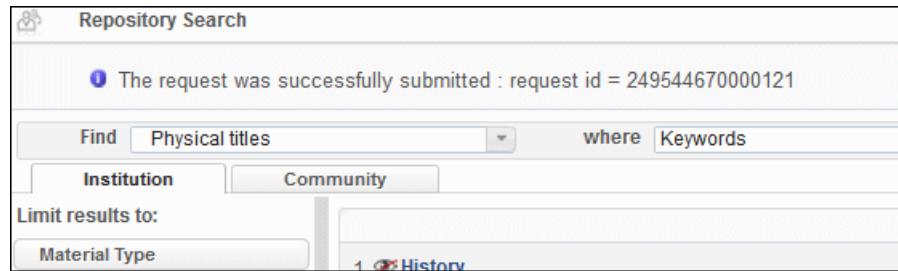 Repository Search
The request was successfully submitted : request id = 249544670000121
Find Physical titles where Keywords
Institution Community
Limit results to:
Material Type
1 History